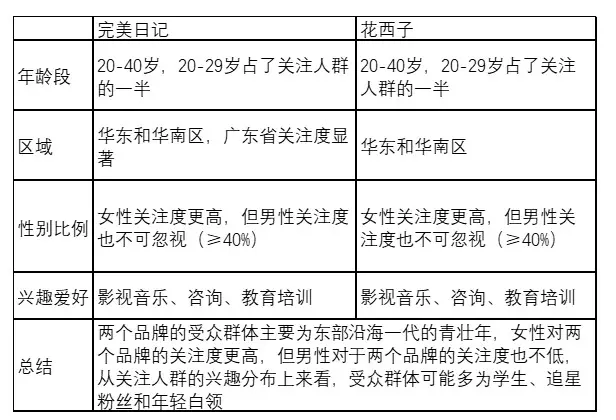 完美日记 花西子
年龄段 20-40岁，20-29岁占了关注人群的一半 20-40岁，20-29岁占了关注人群的一半
区域 华东和华南区，广东省关注度显著 华东和华南区
性别比例 女性关注度更高，但男性关注度也不可忽视（≥40%） 女性关注度更高，但男性关注度也不可忽视（≥40%）
兴趣爱好 影视音乐、咨询、教育培训 影视音乐、咨询、教育培训
总结 两个品牌的受众群体主要为东部沿海一代的青壮年，女性对两
个品牌的关注度更高，但男性对于两个品牌的关注度也不低，
从关注人群的兴趣分布上来看，受众群体可能多为学生、追星
粉丝和年轻白领